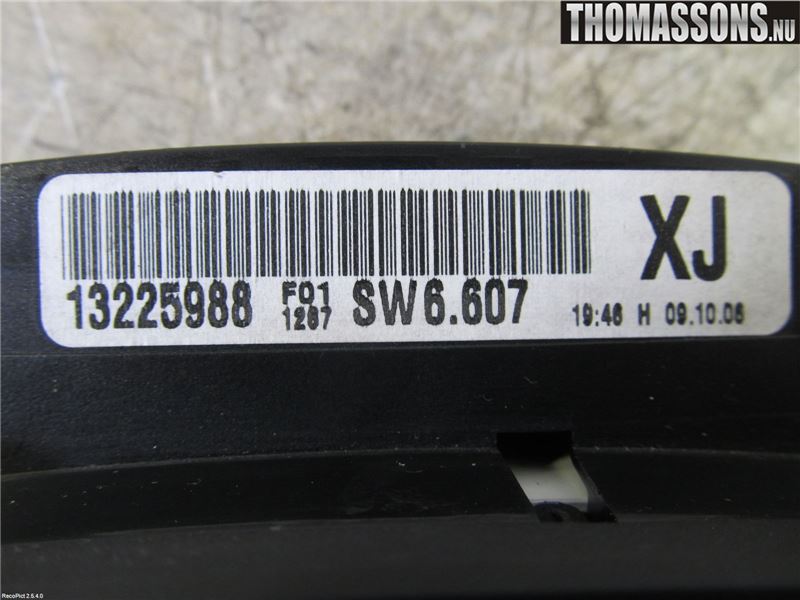 THOMASSONS.NU
XJ
13225988 F01 1287 SW6.607 19:46 H 09.10.06
RecoPict 2.5.4.0